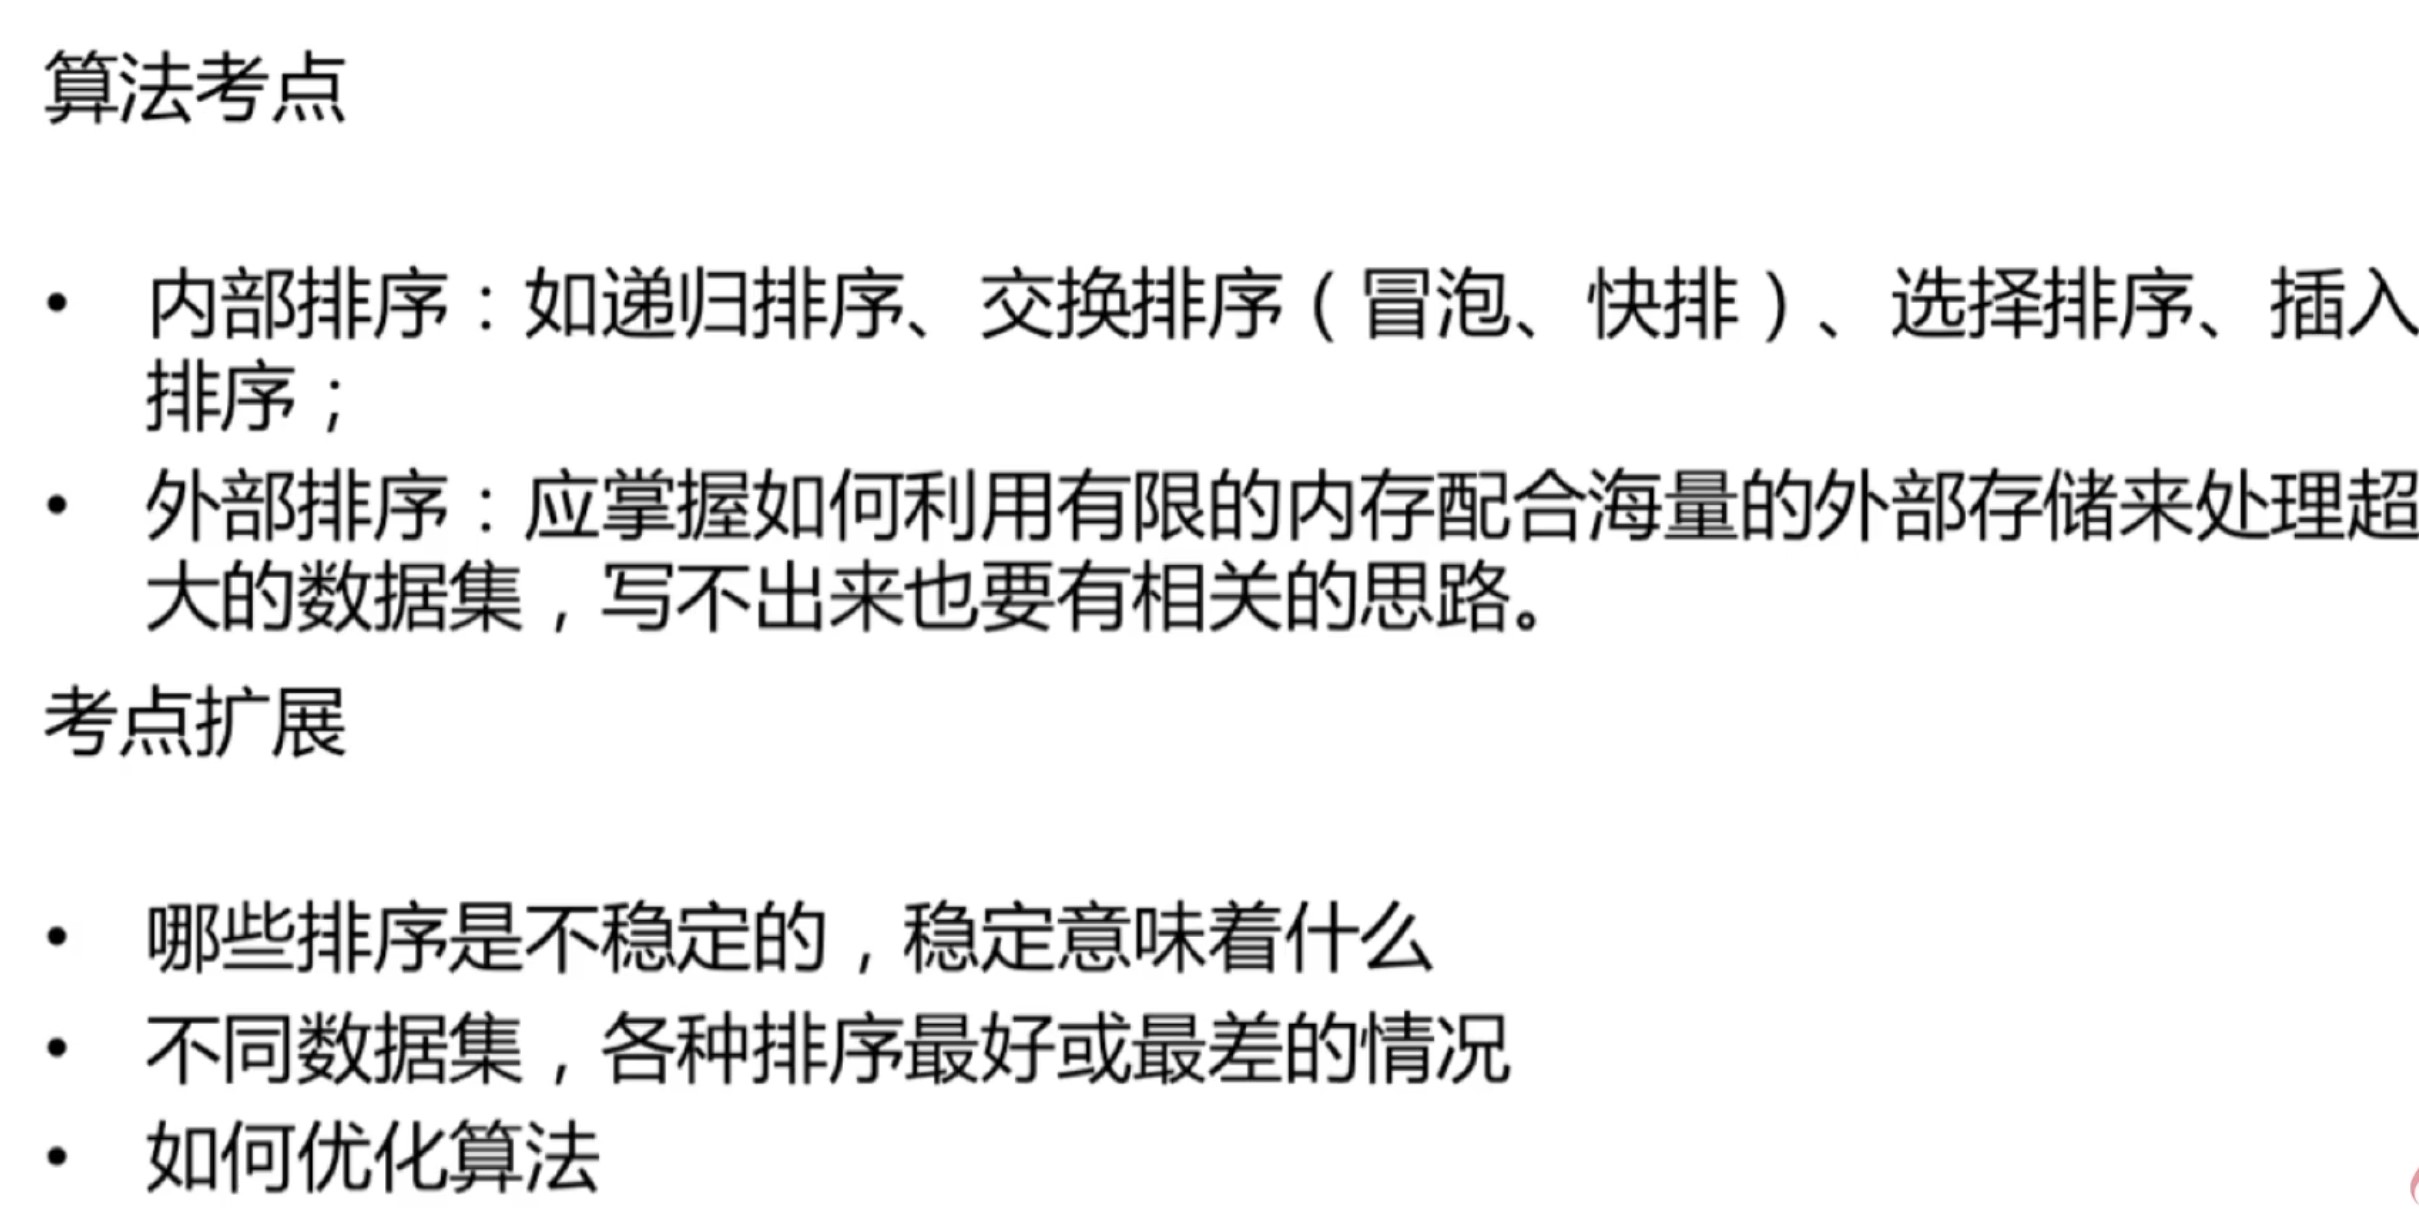 算法考点
• 内部排序：如递归排序、交换排序（冒泡、快排）、选择排序、插入
排序；
• 外部排序：应掌握如何利用有限的内存配合海量的外部存储来处理超
大的数据集，写不出来也要有相关的思路。
考点扩展
• 哪些排序是不稳定的，稳定意味着什么
• 不同数据集，各种排序最好或最差的情况
• 如何优化算法